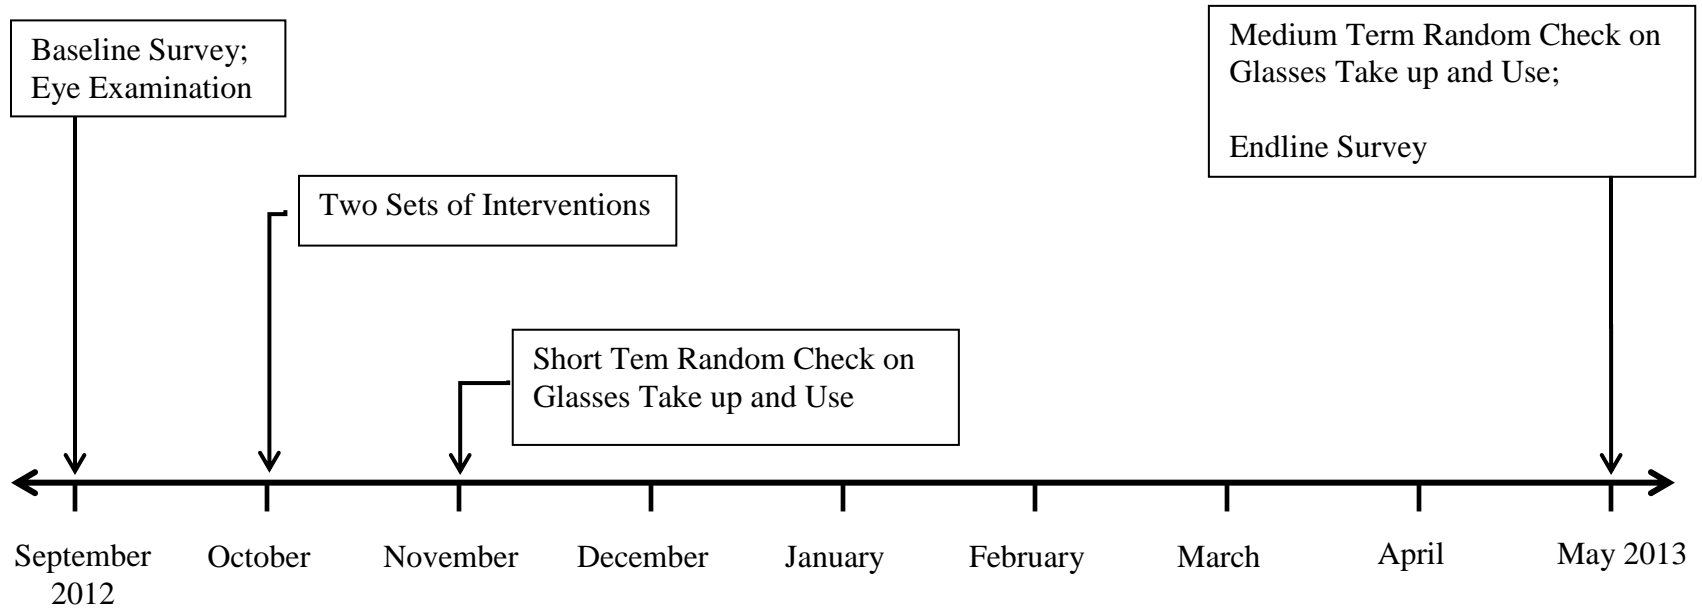 Baseline Survey;
Eye Examination
Two Sets of Interventions
Short Tem Random Check on
Glasses Take up and Use
Medium Term Random Check on
Glasses Take up and Use;
Endline Survey
September
2012
October
November
December
January
February
March
April
May 2013